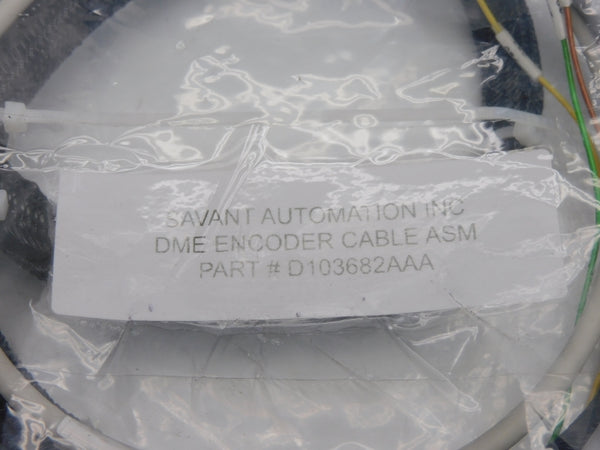 SAVANT AUTOMATION INC
DME ENCODER CABLE ASM
PART # D103682AAA